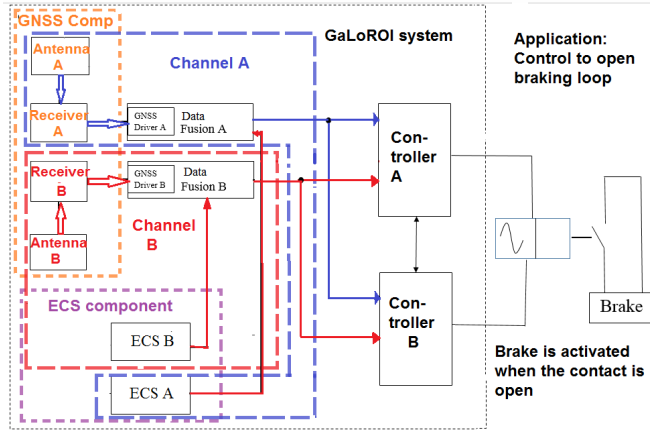 GNSS Comp
Antenna
A
Channel A
GaLoROI system
Application:
Control to open
braking loop
Receiver
A
GNSS
Driver A
Data
Fusion A
Con-
troller
A
Receiver
B
GNSS
Driver B
Data
Fusion B
Channel
B
Antenna
B
ECS component
ECS B
ECS A
Con-
troller
B
Brake
Brake is activated
when the contact is
open